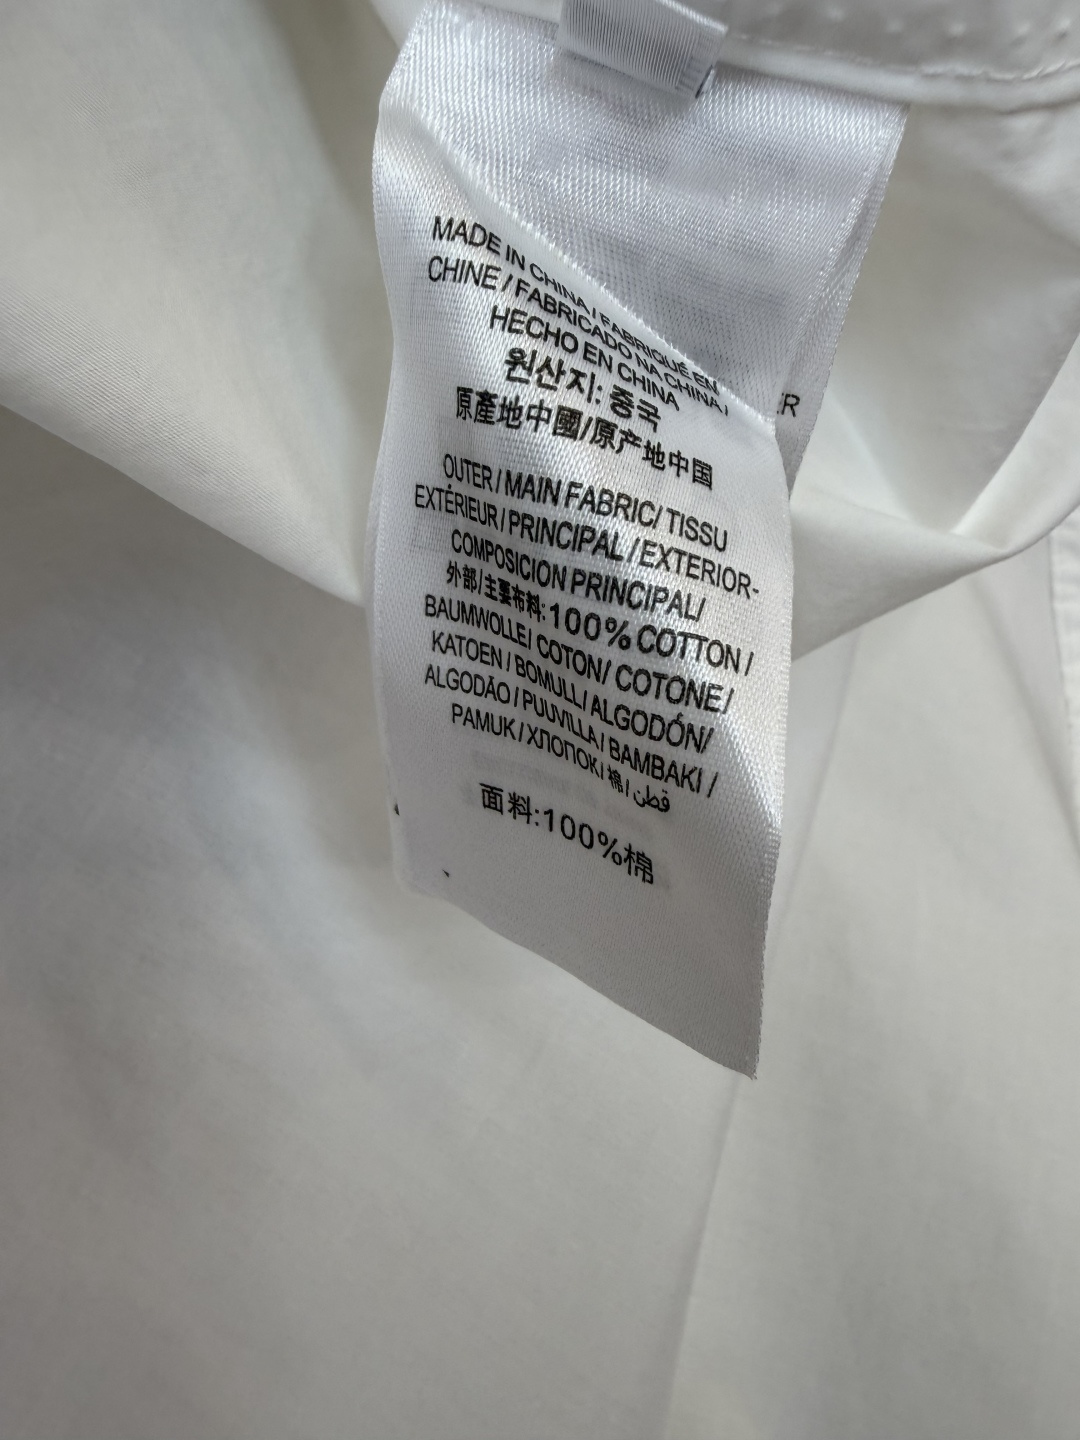 MADE IN CHINA / FABRIQUÉ EN
CHINE / FABRICADO NA CHINA /
HECHO EN CHINA
원산지: 중국
原產地中國/原产地中国
OUTER / MAIN FABRIC/ TISSU
EXTÉRIEUR / PRINCIPAL / EXTERIOR-
COMPOSICION PRINCIPAL/
外部/主要布料:100% COTTON /
BAUMWOLLE/ COTON/ COTONE/
KATOEN / BOMULL/ ALGODÓN/
ALGODÃO / PUUVILLA / BAMBAKI /
PAMUK / ХЛОПОК/ 棉/ قطن
面料:100%棉
ER